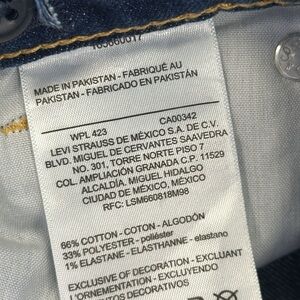 MADE IN PAKISTAN - FABRIQUÉ AU
PAKISTAN - FABRICADO EN PAKISTÁN
WPL 423 CA00342
LEVI STRAUSS DE MÉXICO S.A. DE C.V.
BLVD. MIGUEL DE CERVANTES SAAVEDRA
NO. 301, TORRE NORTE PISO 7
COL. AMPLIACIÓN GRANADA C.P. 11529
ALCALDÍA. MIGUEL HIDALGO
CIUDAD DE MÉXICO, MÉXICO
RFC: LSM660818M98
66% COTTON - COTON - ALGODÓN
33% POLYESTER - poliéster
1% ELASTANE - ELASTHANNE - elastano
EXCLUSIVE OF DECORATION - EXCLUANT
L'ORNEMENTATION - EXCLUYENDO
DECORATIVOS